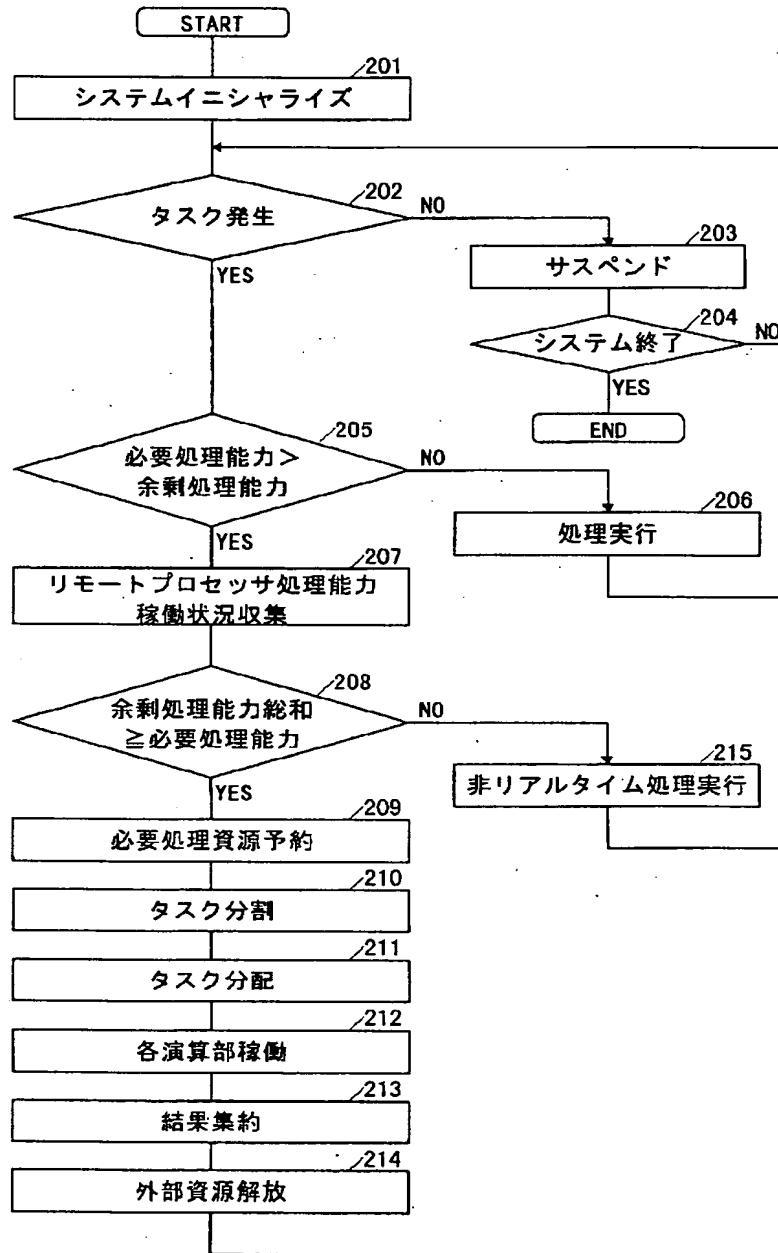 START
201
システムイニシャライズ
202
タスク発生
NO
YES
203
サスペンド
204
システム終了
NO
YES
END
205
必要処理能力>
余剰処理能力
NO
YES
206
処理実行
207
リモートプロセッサ処理能力
稼働状況収集
208
余剰処理能力総和
≧必要処理能力
NO
YES
215
非リアルタイム処理実行
209
必要処理資源予約
210
タスク分割
211
タスク分配
212
各演算部稼働
213
結果集約
214
外部資源解放